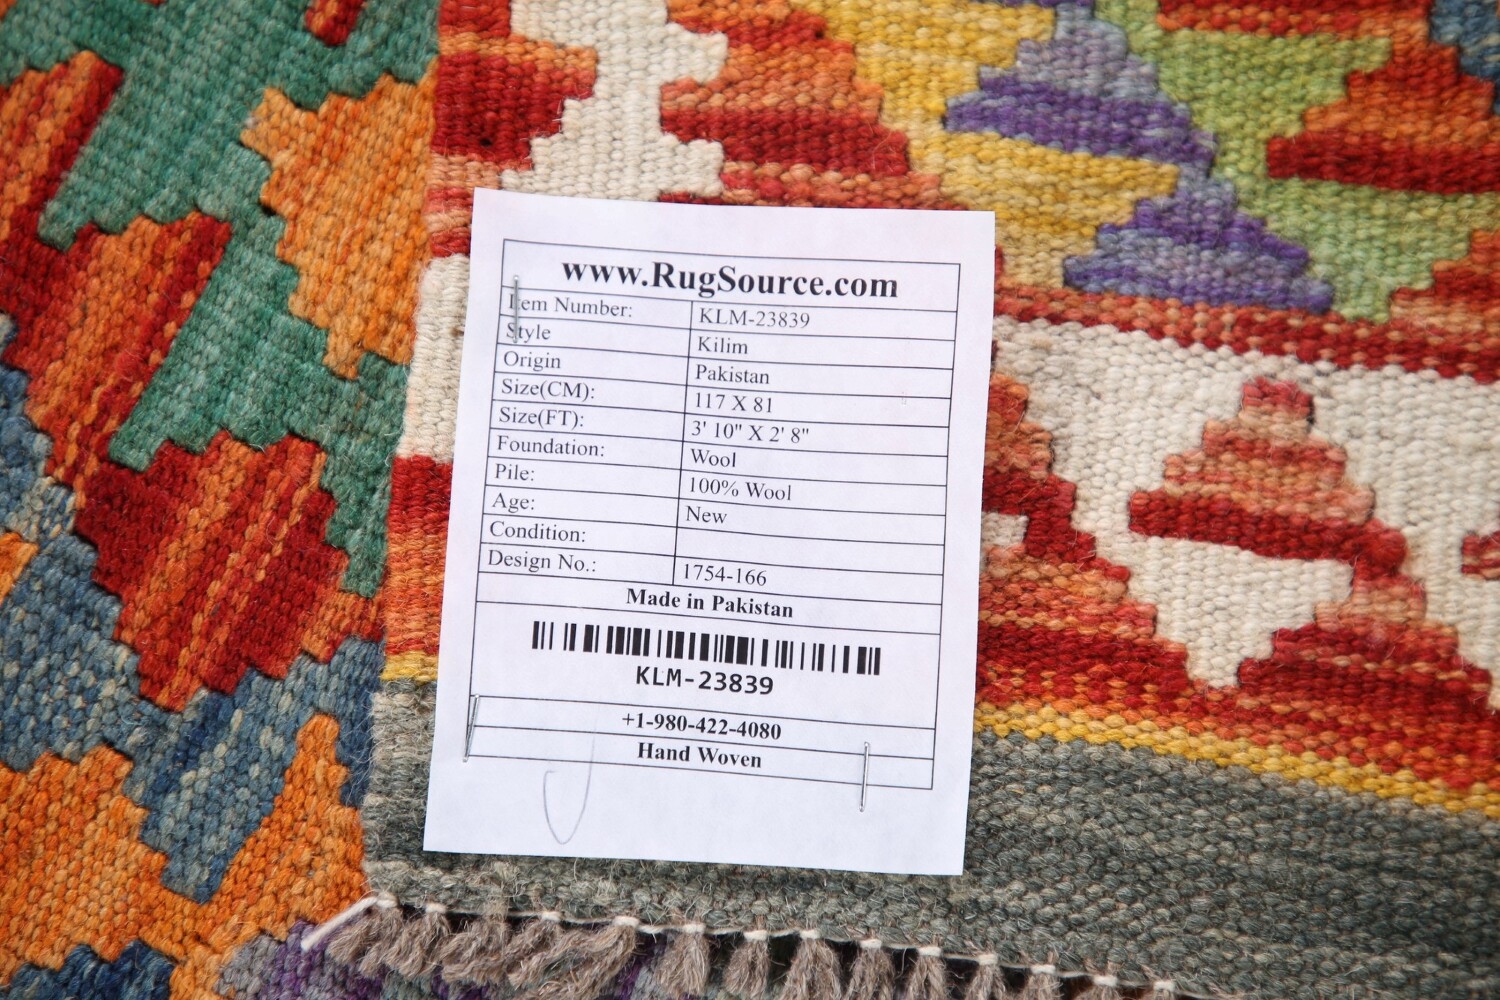 www.RugSource.com
Item Number: KLM-23839
Style Kilim
Origin Pakistan
Size(CM): 117 X 81
Size(FT): 3' 10" X 2' 8"
Foundation: Wool
Pile: 100% Wool
Age: New
Condition:
Design No.: 1754-166
Made in Pakistan
KLM-23839
+1-980-422-4080
Hand Woven